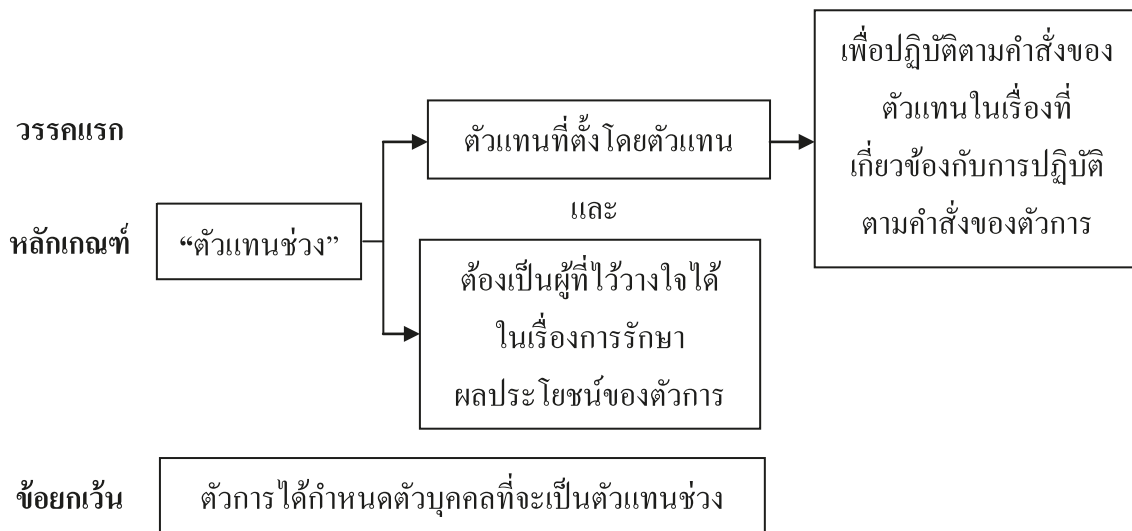 วรรคแรก
หลักเกณฑ์
“ตัวแทนช่วง”
ตัวแทนที่ตั้งโดยตัวแทน
เพื่อปฏิบัติตามคำสั่งของ
ตัวแทนในเรื่องที่
เกี่ยวข้องกับการปฏิบัติ
ตามคำสั่งของตัวการ
และ
ต้องเป็นผู้ที่ไว้วางใจได้
ในเรื่องการรักษา
ผลประโยชน์ของตัวการ
ข้อยกเว้น
ตัวการได้กำหนดตัวบุคคลที่จะเป็นตัวแทนช่วง